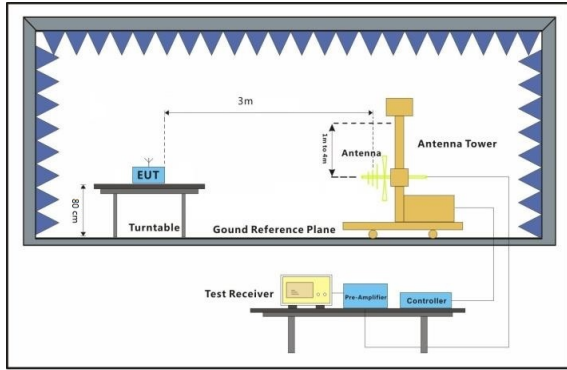 3m
1m to 4m
Antenna Tower
Antenna
EUT
80 cm
Turntable
Gound Reference Plane
Test Receiver
Pre-Amplifier
Controller